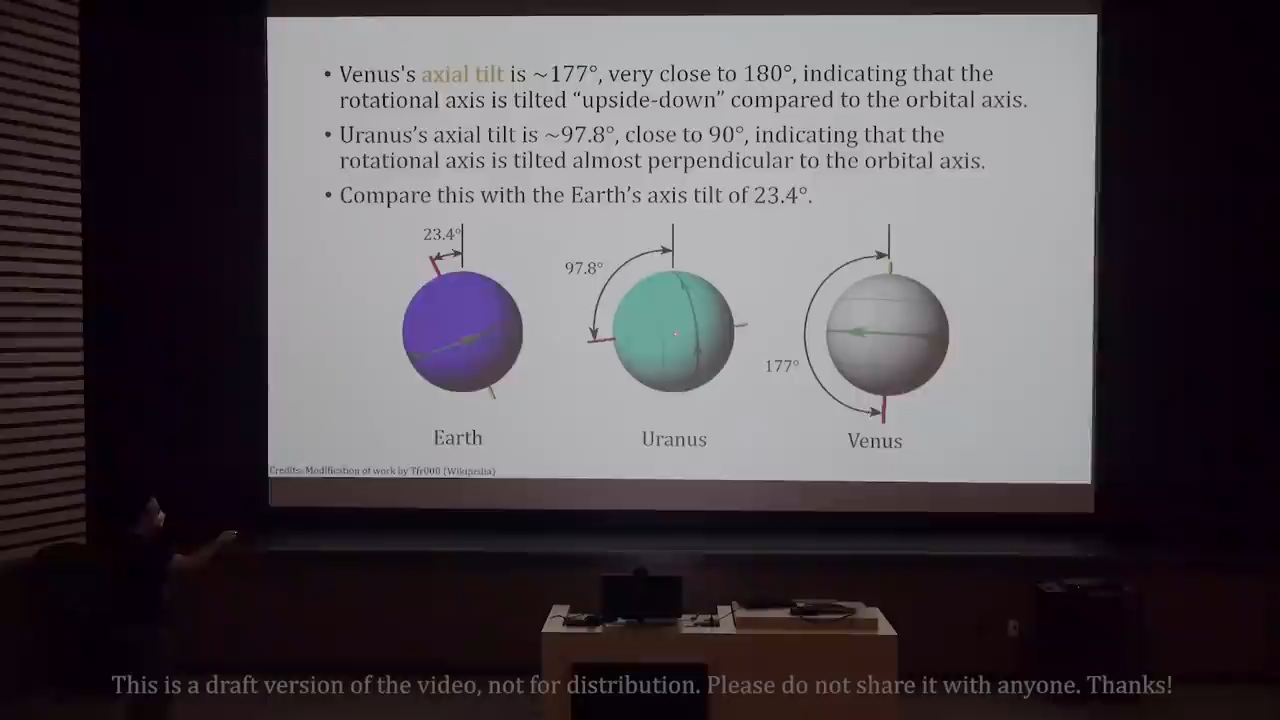 • Venus's axial tilt is ~177°, very close to 180°, indicating that the
rotational axis is tilted “upside-down” compared to the orbital axis.
• Uranus’s axial tilt is ~97.8°, close to 90°, indicating that the
rotational axis is tilted almost perpendicular to the orbital axis.
• Compare this with the Earth’s axis tilt of 23.4°.
23.4°
97.8°
177°
Earth
Uranus
Venus
Credits: Modification of work by Tfr000 (Wikipedia)
This is a draft version of the video, not for distribution. Please do not share it with anyone. Thanks!